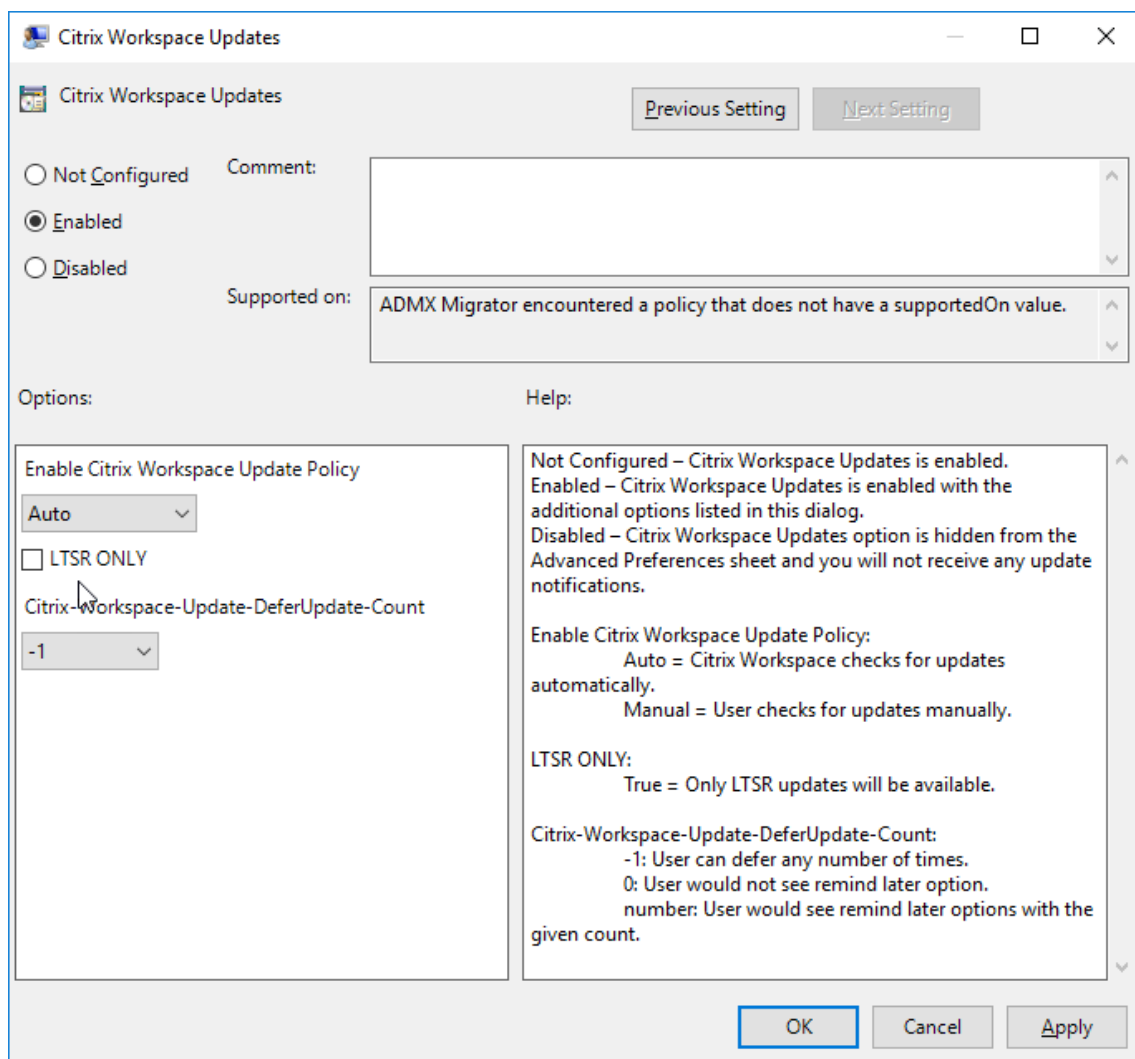 Citrix Workspace Updates
Citrix Workspace Updates
Previous Setting
Next Setting
Not Configured
Comment:
Enabled
Disabled
Supported on:
ADMX Migrator encountered a policy that does not have a supportedOn value.
Options:
Help:
Enable Citrix Workspace Update Policy
Auto
LTSR ONLY
Citrix-Workspace-Update-DeferUpdate-Count
-1
Not Configured – Citrix Workspace Updates is enabled.
Enabled – Citrix Workspace Updates is enabled with the
additional options listed in this dialog.
Disabled – Citrix Workspace Updates option is hidden from the
Advanced Preferences sheet and you will not receive any update
notifications.
Enable Citrix Workspace Update Policy:
Auto = Citrix Workspace checks for updates
automatically.
Manual = User checks for updates manually.
LTSR ONLY:
True = Only LTSR updates will be available.
Citrix-Workspace-Update-DeferUpdate-Count:
-1: User can defer any number of times.
0: User would not see remind later option.
number: User would see remind later options with the
given count.
OK
Cancel
Apply